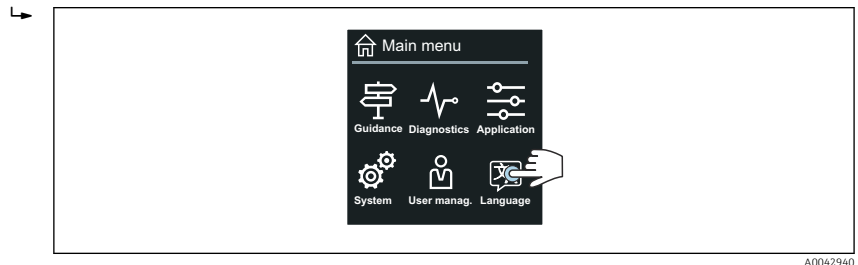 Main menu
Guidance Diagnostics Application
System User manag. Language
A0042940